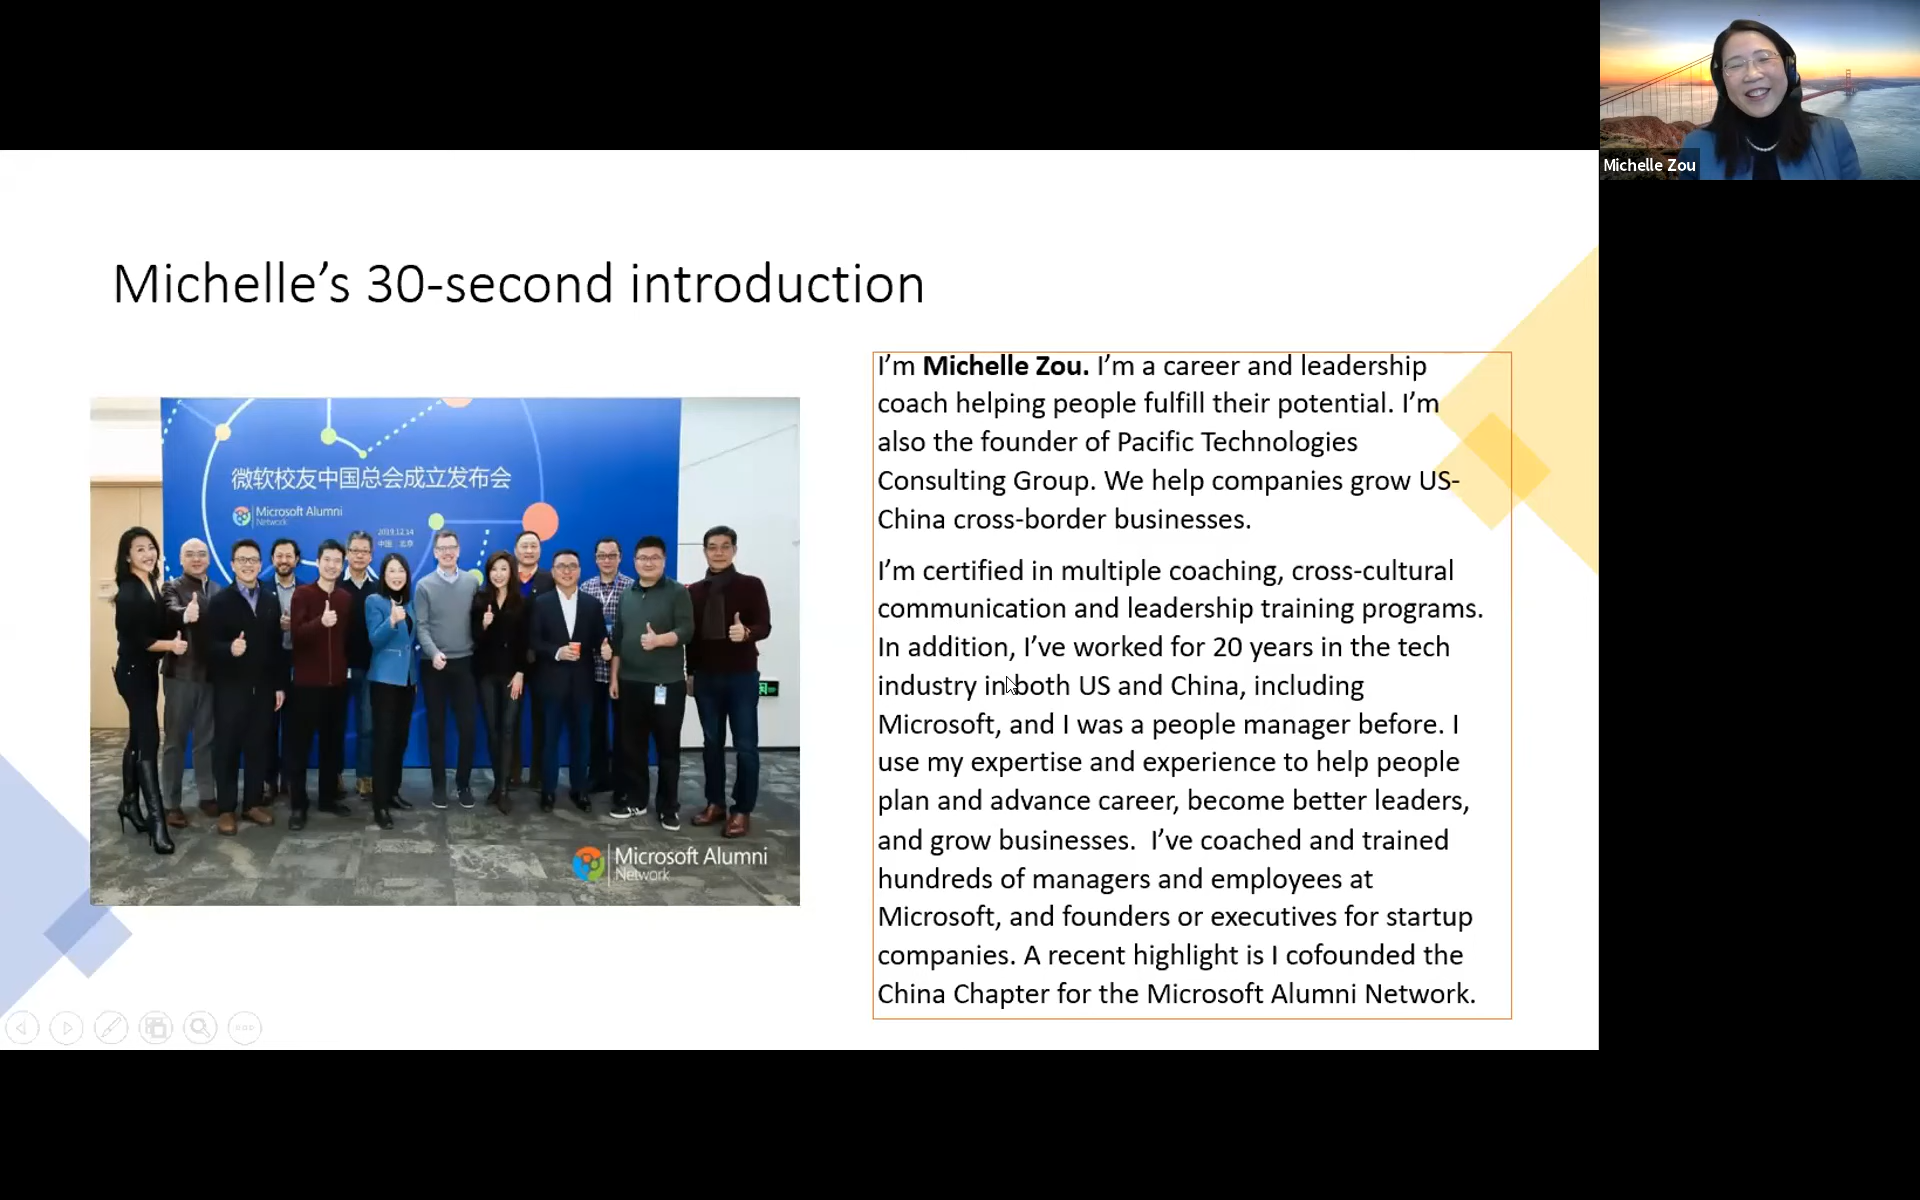 Michelle Zou
Michelle’s 30-second introduction
微软校友中国总会成立发布会
Microsoft Alumni
Network
2019.12.14
中国 北京
Microsoft Alumni
Network
I’m Michelle Zou. I’m a career and leadership
coach helping people fulfill their potential. I’m
also the founder of Pacific Technologies
Consulting Group. We help companies grow US-
China cross-border businesses.
I’m certified in multiple coaching, cross-cultural
communication and leadership training programs.
In addition, I’ve worked for 20 years in the tech
industry in both US and China, including
Microsoft, and I was a people manager before. I
use my expertise and experience to help people
plan and advance career, become better leaders,
and grow businesses.  I’ve coached and trained
hundreds of managers and employees at
Microsoft, and founders or executives for startup
companies. A recent highlight is I cofounded the
China Chapter for the Microsoft Alumni Network.